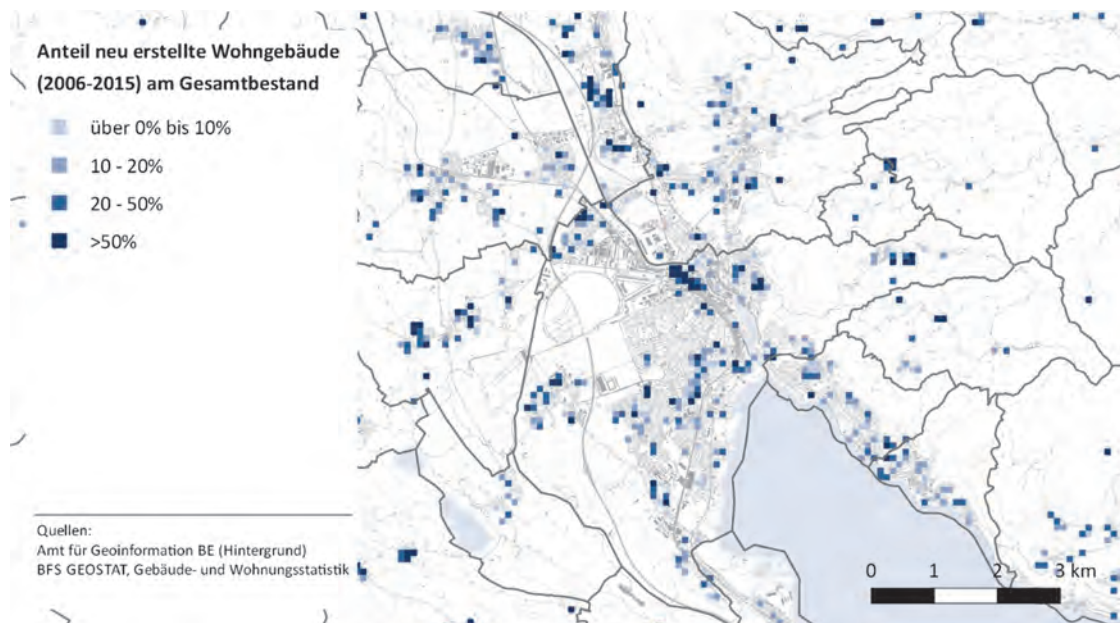 Anteil neu erstellte Wohngebäude
(2006-2015) am Gesamtbestand
über 0% bis 10%
10 - 20%
20 - 50%
>50%
Quellen:
Amt für Geoinformation BE (Hintergrund)
BFS GEOSTAT, Gebäude- und Wohnungsstatistik
0 1 2 3 km